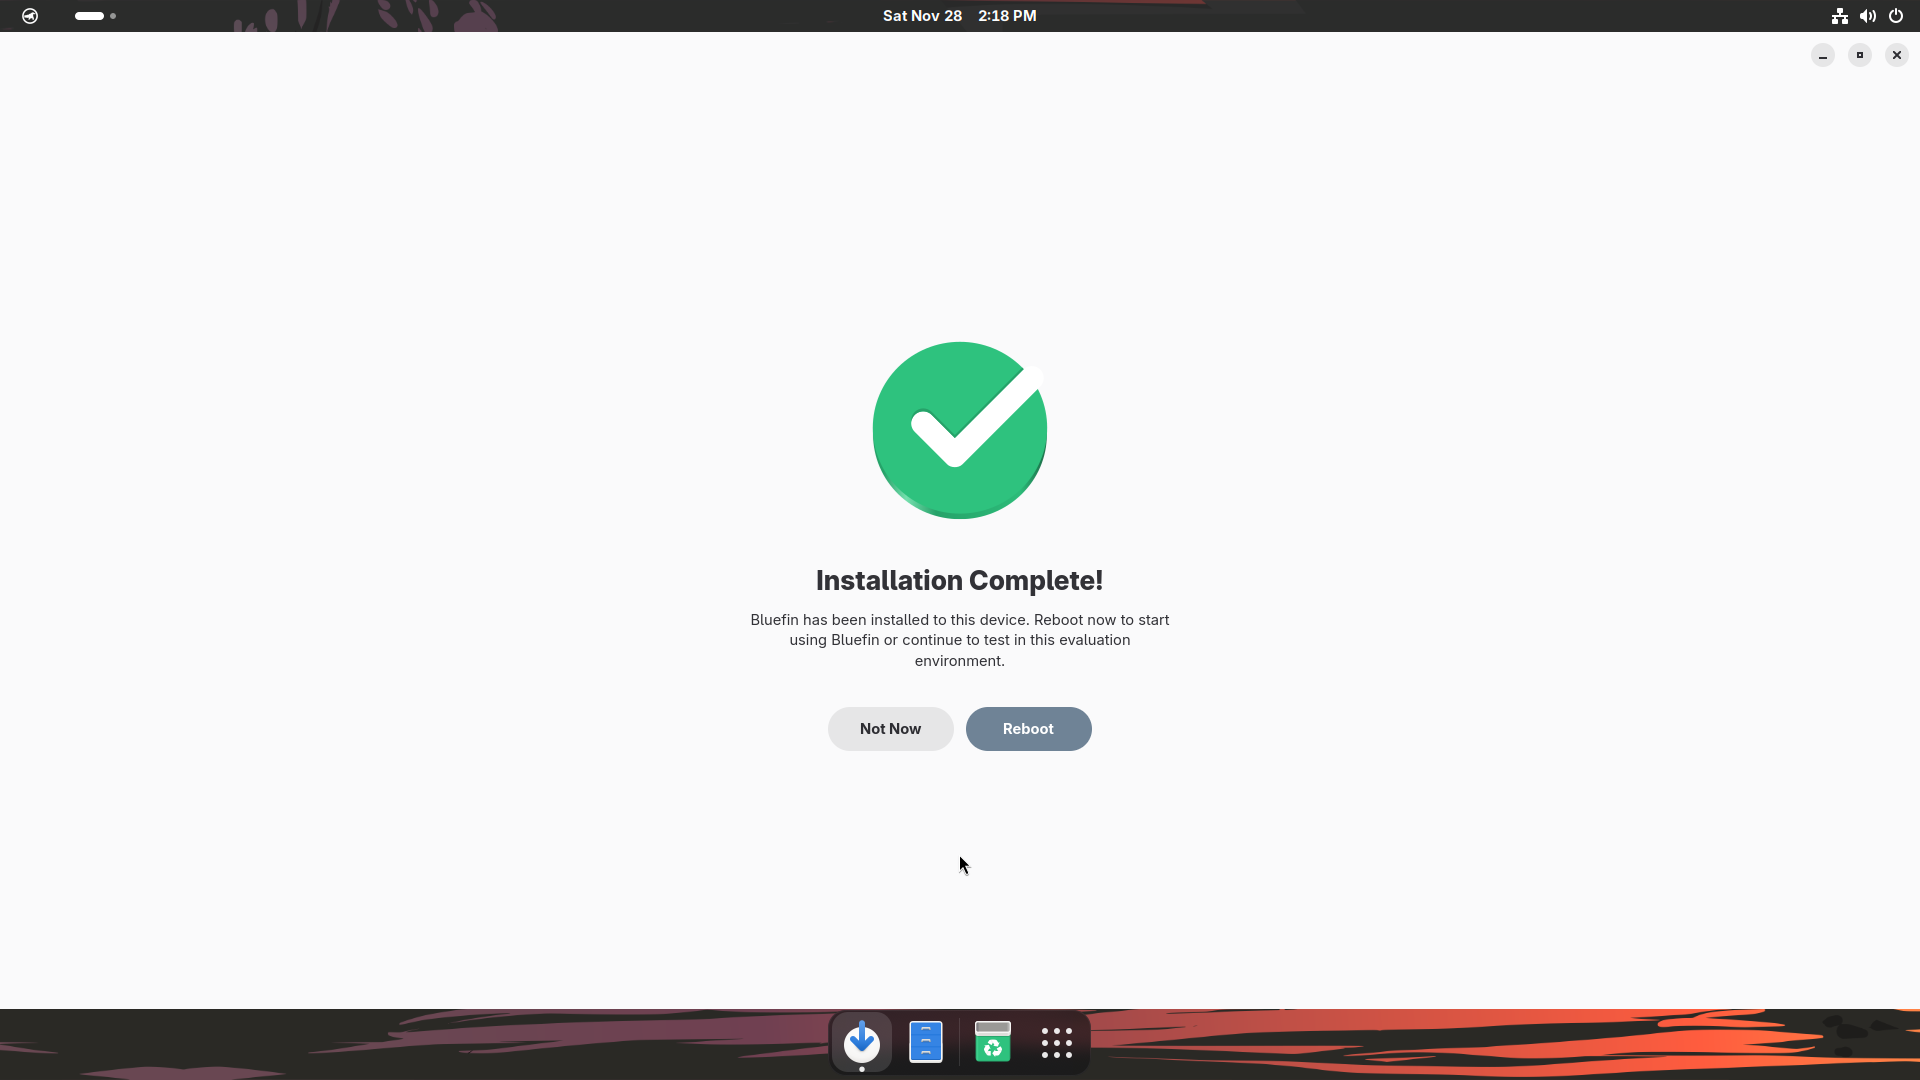 Sat Nov 28 2:18 PM
Installation Complete!
Bluefin has been installed to this device. Reboot now to start
using Bluefin or continue to test in this evaluation
environment.
Not Now
Reboot